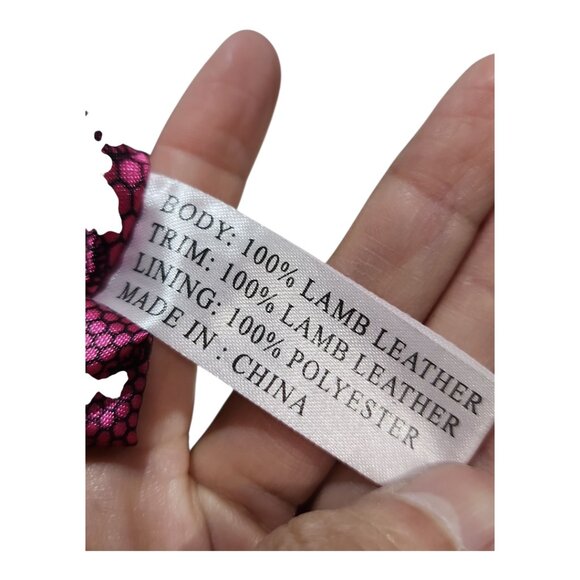 BODY: 100% LAMB LEATHER
TRIM: 100% LAMB LEATHER
LINING: 100% POLYESTER
MADE IN : CHINA